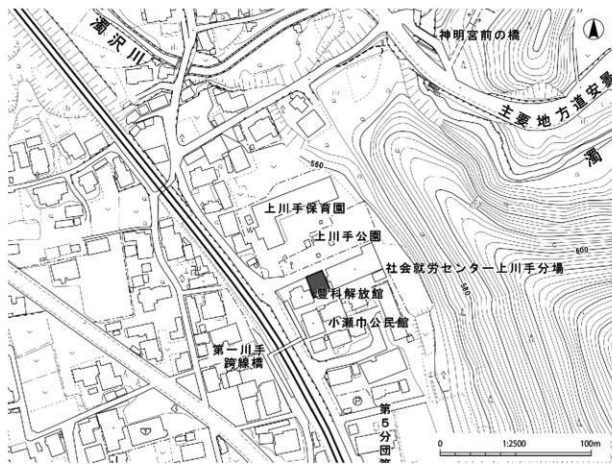 神明宮前の橋
濁沢川
主要地方道安曇
濁
560
上川手保育園
上川手公園
600
社会就労センター上川手分場
580
豊科解放館
小瀬巾公民館
第一川手
跨線橋
第5分団第
0
1:2500
100m